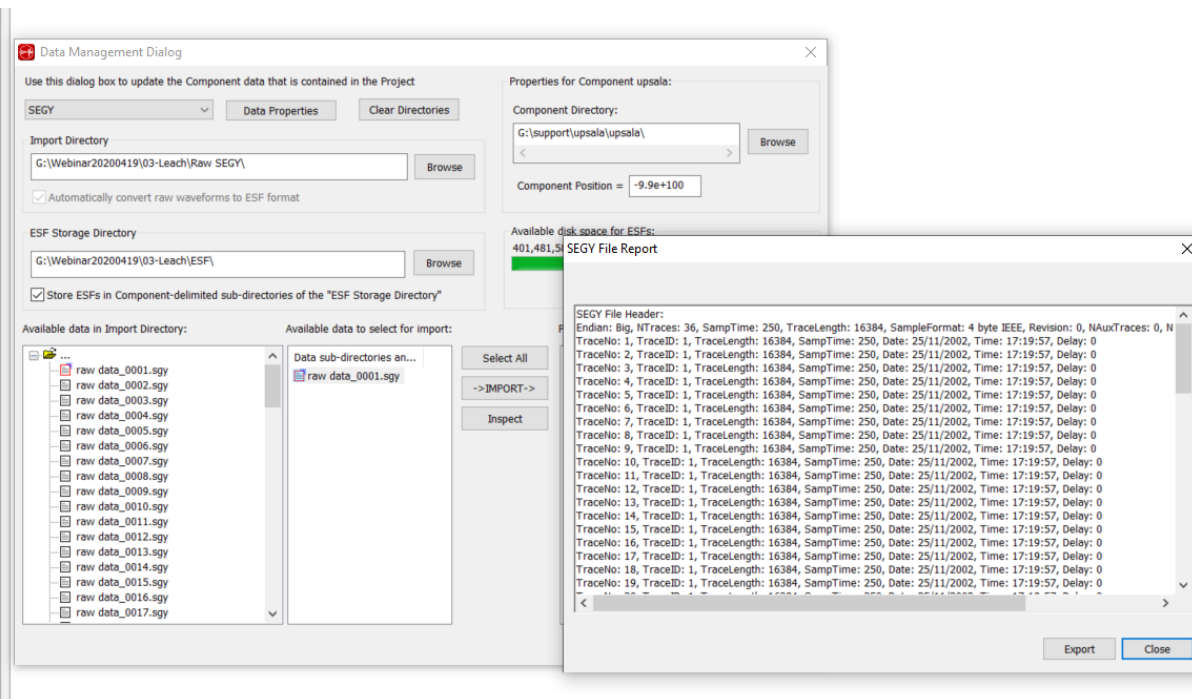 Data Management Dialog
Use this dialog box to update the Component data that is contained in the Project
SEGY
Data Properties
Clear Directories
Import Directory
G:\Webinar20200419\03-Leach\Raw SEGY\
Browse
Automatically convert raw waveforms to ESF format
ESF Storage Directory
G:\Webinar20200419\03-Leach\ESF\
Browse
Store ESFs in Component-delimited sub-directories of the "ESF Storage Directory"
Properties for Component upsala:
Component Directory:
G:\support\upsala\upsala\
Browse
Component Position =
-9.9e+100
Available disk space for ESFs:
Available data in Import Directory:
...
raw data_0001.sgy
raw data_0002.sgy
raw data_0003.sgy
raw data_0004.sgy
raw data_0005.sgy
raw data_0006.sgy
raw data_0007.sgy
raw data_0008.sgy
raw data_0009.sgy
raw data_0010.sgy
raw data_0011.sgy
raw data_0012.sgy
raw data_0013.sgy
raw data_0014.sgy
raw data_0015.sgy
raw data_0016.sgy
raw data_0017.sgy
Available data to select for import:
Data sub-directories an...
raw data_0001.sgy
Select All
->IMPORT->
Inspect
SEGY File Report
SEGY File Header:
Endian: Big, NTraces: 36, SampTime: 250, TraceLength: 16384, SampleFormat: 4 byte IEEE, Revision: 0, NAuxTraces: 0, N
TraceNo: 1, TraceID: 1, TraceLength: 16384, SampTime: 250, Date: 25/11/2002, Time: 17:19:57, Delay: 0
TraceNo: 2, TraceID: 1, TraceLength: 16384, SampTime: 250, Date: 25/11/2002, Time: 17:19:57, Delay: 0
TraceNo: 3, TraceID: 1, TraceLength: 16384, SampTime: 250, Date: 25/11/2002, Time: 17:19:57, Delay: 0
TraceNo: 4, TraceID: 1, TraceLength: 16384, SampTime: 250, Date: 25/11/2002, Time: 17:19:57, Delay: 0
TraceNo: 5, TraceID: 1, TraceLength: 16384, SampTime: 250, Date: 25/11/2002, Time: 17:19:57, Delay: 0
TraceNo: 6, TraceID: 1, TraceLength: 16384, SampTime: 250, Date: 25/11/2002, Time: 17:19:57, Delay: 0
TraceNo: 7, TraceID: 1, TraceLength: 16384, SampTime: 250, Date: 25/11/2002, Time: 17:19:57, Delay: 0
TraceNo: 8, TraceID: 1, TraceLength: 16384, SampTime: 250, Date: 25/11/2002, Time: 17:19:57, Delay: 0
TraceNo: 9, TraceID: 1, TraceLength: 16384, SampTime: 250, Date: 25/11/2002, Time: 17:19:57, Delay: 0
TraceNo: 10, TraceID: 1, TraceLength: 16384, SampTime: 250, Date: 25/11/2002, Time: 17:19:57, Delay: 0
TraceNo: 11, TraceID: 1, TraceLength: 16384, SampTime: 250, Date: 25/11/2002, Time: 17:19:57, Delay: 0
TraceNo: 12, TraceID: 1, TraceLength: 16384, SampTime: 250, Date: 25/11/2002, Time: 17:19:57, Delay: 0
TraceNo: 13, TraceID: 1, TraceLength: 16384, SampTime: 250, Date: 25/11/2002, Time: 17:19:57, Delay: 0
TraceNo: 14, TraceID: 1, TraceLength: 16384, SampTime: 250, Date: 25/11/2002, Time: 17:19:57, Delay: 0
TraceNo: 15, TraceID: 1, TraceLength: 16384, SampTime: 250, Date: 25/11/2002, Time: 17:19:57, Delay: 0
TraceNo: 16, TraceID: 1, TraceLength: 16384, SampTime: 250, Date: 25/11/2002, Time: 17:19:57, Delay: 0
TraceNo: 17, TraceID: 1, TraceLength: 16384, SampTime: 250, Date: 25/11/2002, Time: 17:19:57, Delay: 0
TraceNo: 18, TraceID: 1, TraceLength: 16384, SampTime: 250, Date: 25/11/2002, Time: 17:19:57, Delay: 0
TraceNo: 19, TraceID: 1, TraceLength: 16384, SampTime: 250, Date: 25/11/2002, Time: 17:19:57, Delay: 0
Export
Close